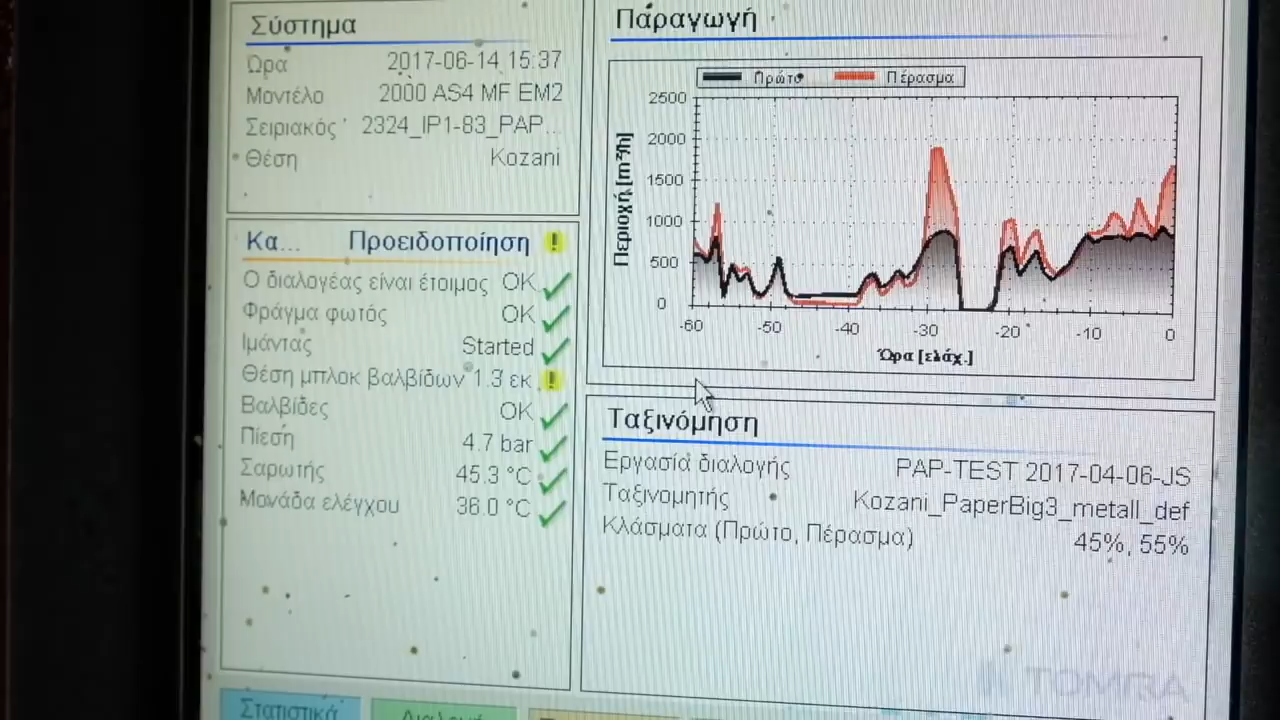 Σύστημα
Ώρα 2017-06-14 15:37
Μοντέλο 2000 AS4 MF EM2
Σειριακός 2324_IP1-83_PAP...
Θέση Kozani
Κα... Προειδοποίηση
Ο διαλογέας είναι έτοιμος OK
Φράγμα φωτός OK
Ιμάντας Started
Θέση μπλοκ βαλβίδων 1.3 εκ.
Βαλβίδες OK
Πίεση 4.7 bar
Σαρωτής 45.3 °C
Μονάδα ελέγχου 36.0 °C
Στατιστικά
Διαλογή
Παραγωγή
Πρώτο Πέρασμα
Περιοχή [m²/h]
2500
2000
1500
1000
500
0
-60 -50 -40 -30 -20 -10 0
Ώρα [ελάχ.]
Ταξινόμηση
Εργασία διαλογής PAP-TEST 2017-04-06-JS
Ταξινομητής Kozani_PaperBig3_metall_def
Κλάσματα (Πρώτο, Πέρασμα) 45%, 55%
TOMRA